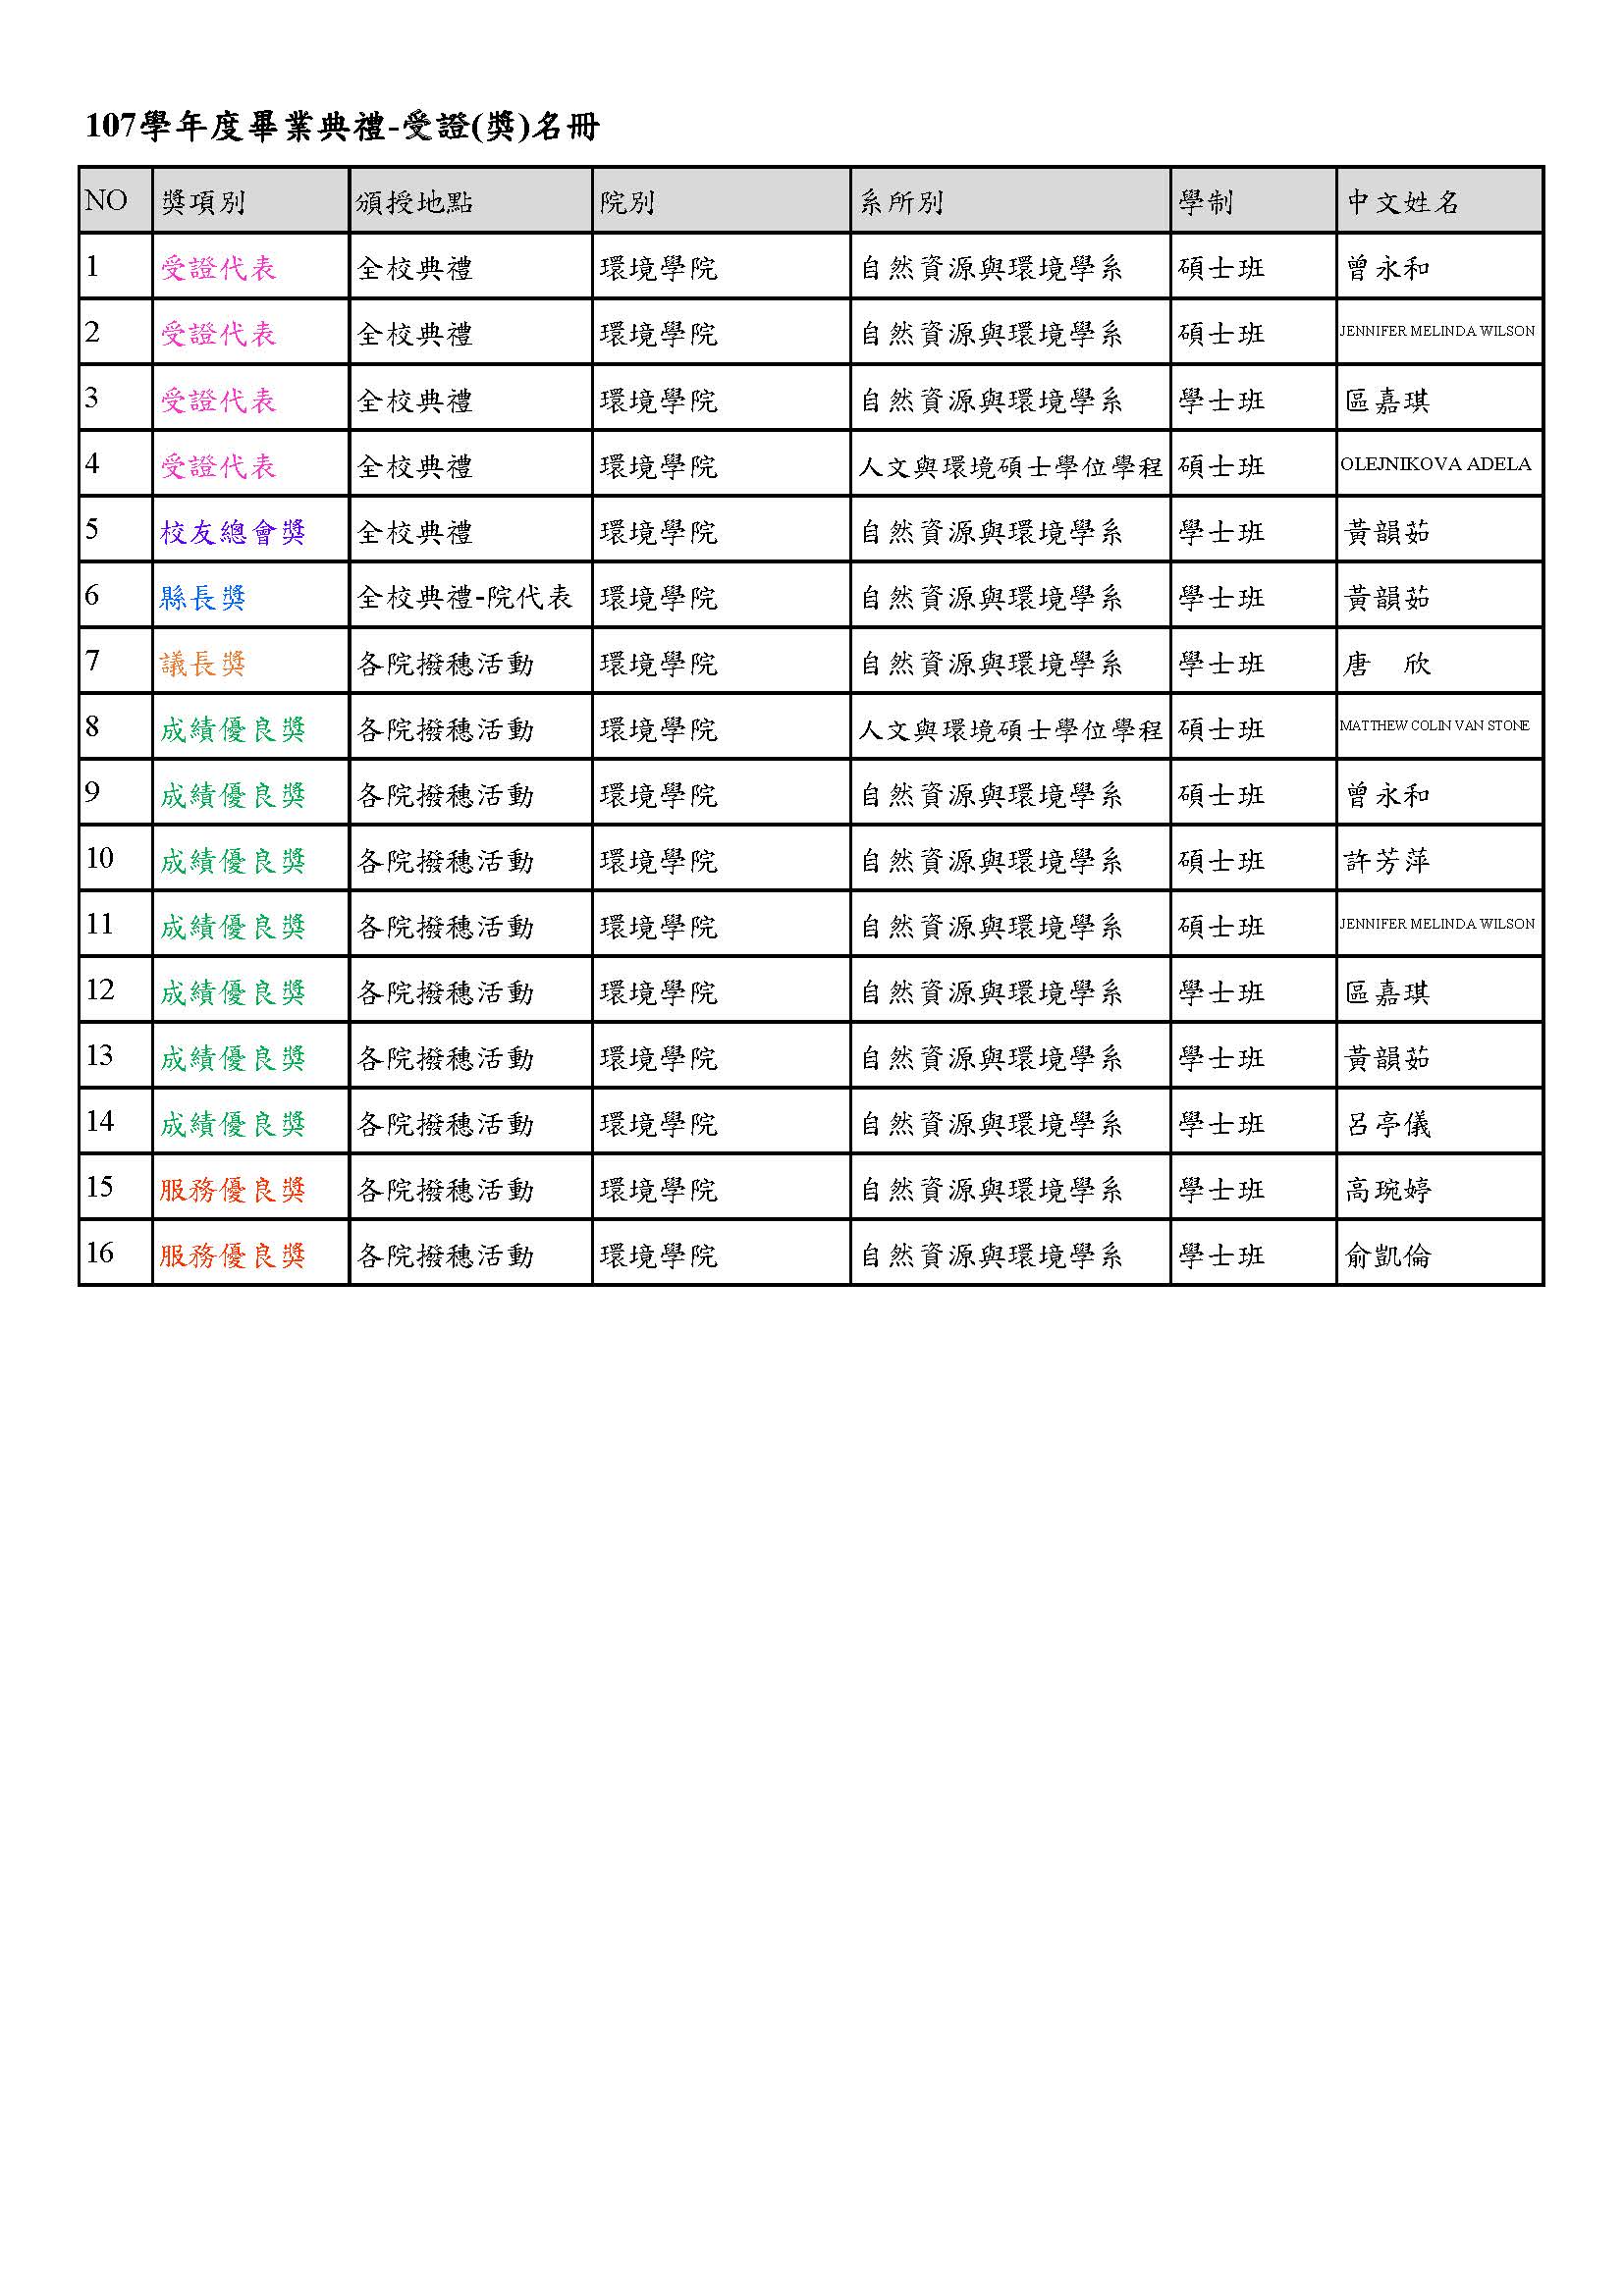 107學年度畢業典禮-受證(獎)名冊
NO 獎項別 頒授地點 院別 系所別 學制 中文姓名
1 受證代表 全校典禮 環境學院 自然資源與環境學系 碩士班 曾永和
2 受證代表 全校典禮 環境學院 自然資源與環境學系 碩士班 JENNIFER MELINDA WILSON
3 受證代表 全校典禮 環境學院 自然資源與環境學系 學士班 區嘉琪
4 受證代表 全校典禮 環境學院 人文與環境碩士學位學程 碩士班 OLEJNIKOVA ADELA
5 校友總會獎 全校典禮 環境學院 自然資源與環境學系 學士班 黃韻茹
6 縣長獎 全校典禮-院代表 環境學院 自然資源與環境學系 學士班 黃韻茹
7 議長獎 各院撥穗活動 環境學院 自然資源與環境學系 學士班 唐　欣
8 成績優良獎 各院撥穗活動 環境學院 人文與環境碩士學位學程 碩士班 MATTHEW COLIN VAN STONE
9 成績優良獎 各院撥穗活動 環境學院 自然資源與環境學系 碩士班 曾永和
10 成績優良獎 各院撥穗活動 環境學院 自然資源與環境學系 碩士班 許芳萍
11 成績優良獎 各院撥穗活動 環境學院 自然資源與環境學系 碩士班 JENNIFER MELINDA WILSON
12 成績優良獎 各院撥穗活動 環境學院 自然資源與環境學系 學士班 區嘉琪
13 成績優良獎 各院撥穗活動 環境學院 自然資源與環境學系 學士班 黃韻茹
14 成績優良獎 各院撥穗活動 環境學院 自然資源與環境學系 學士班 呂亭儀
15 服務優良獎 各院撥穗活動 環境學院 自然資源與環境學系 學士班 高琬婷
16 服務優良獎 各院撥穗活動 環境學院 自然資源與環境學系 學士班 俞凱倫